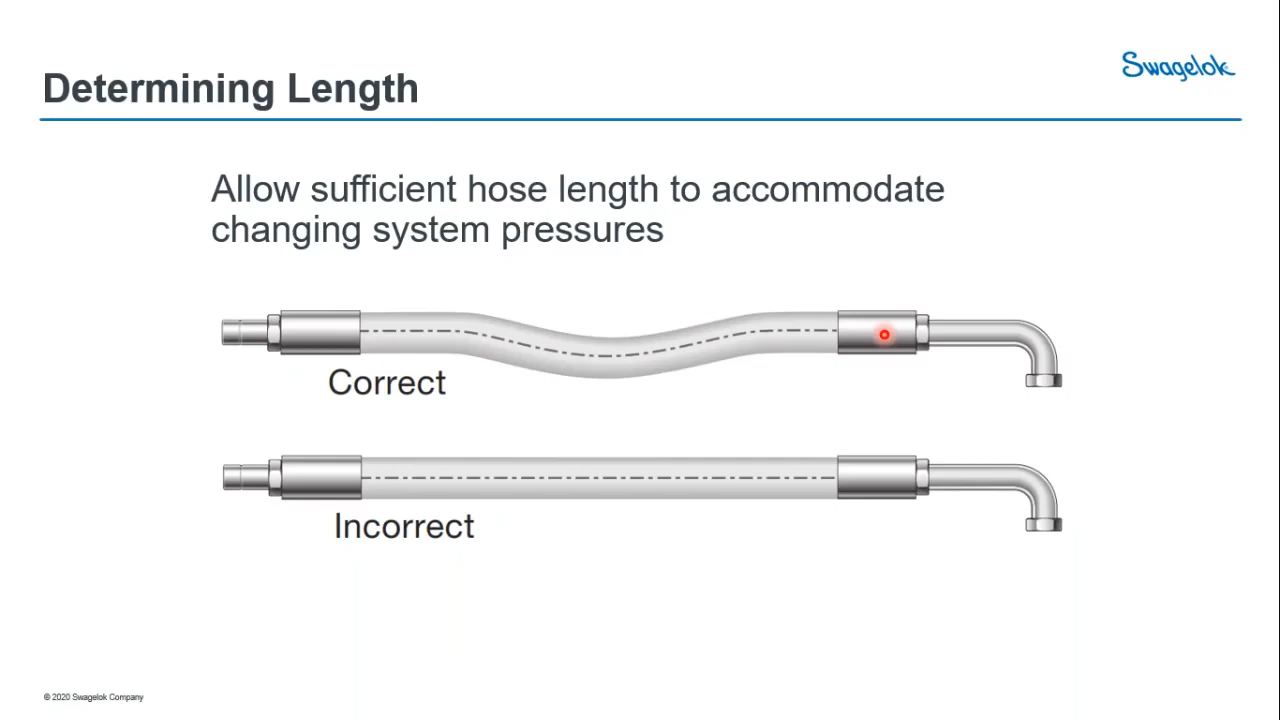 Swagelok
Determining Length
Allow sufficient hose length to accommodate
changing system pressures
Correct
Incorrect
© 2020 Swagelok Company